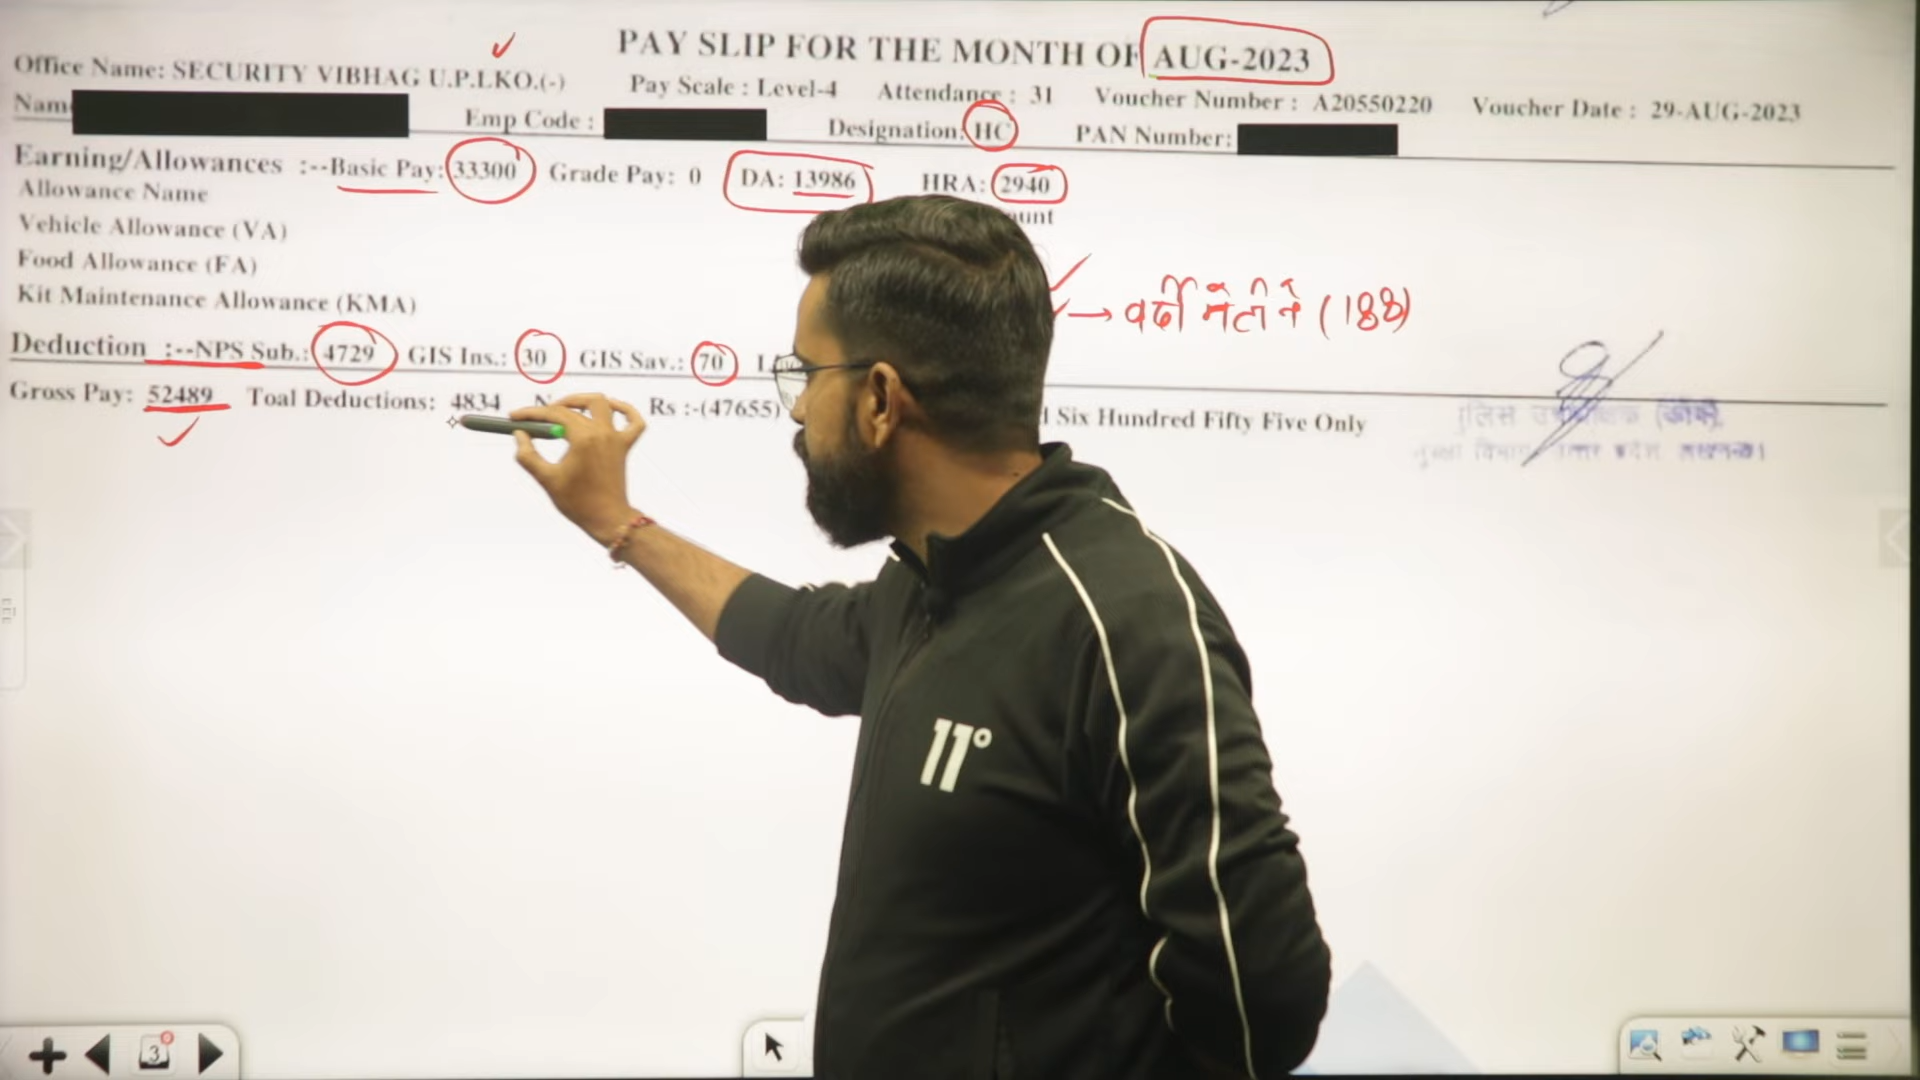 PAY SLIP FOR THE MONTH OF AUG-2023
Office Name: SECURITY VIBHAG U.P.LKO.(-) Pay Scale : Level-4 Attendance : 31 Voucher Number : A20550220 Voucher Date : 29-AUG-2023
Emp Code : Designation: HC PAN Number:
Earning/Allowances :--Basic Pay: 33300 Grade Pay: 0 DA: 13986 HRA: 2940
Allowance Name
Vehicle Allowance (VA)
Food Allowance (FA)
Kit Maintenance Allowance (KMA)
→ वर्दी (188)
Deduction :--NPS Sub.: 4729 GIS Ins.: 30 GIS Sav.: 70
Gross Pay: 52489 Toal Deductions: 4834 Rs :-(47655) Six Hundred Fifty Five Only
11°
3